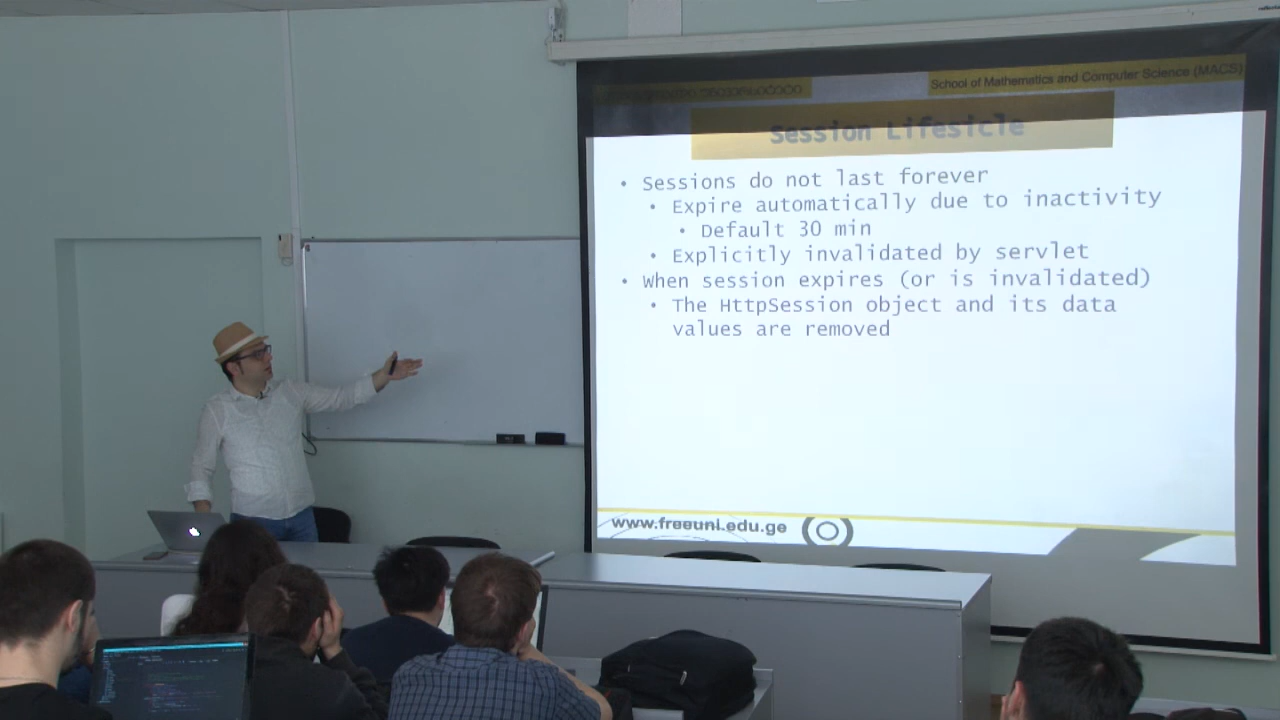 School of Mathematics and Computer Science (MACS)
Session Lifesicle
• Sessions do not last forever
• Expire automatically due to inactivity
• Default 30 min
• Explicitly invalidated by servlet
• When session expires (or is invalidated)
• The HttpSession object and its data
values are removed
www.freeuni.edu.ge